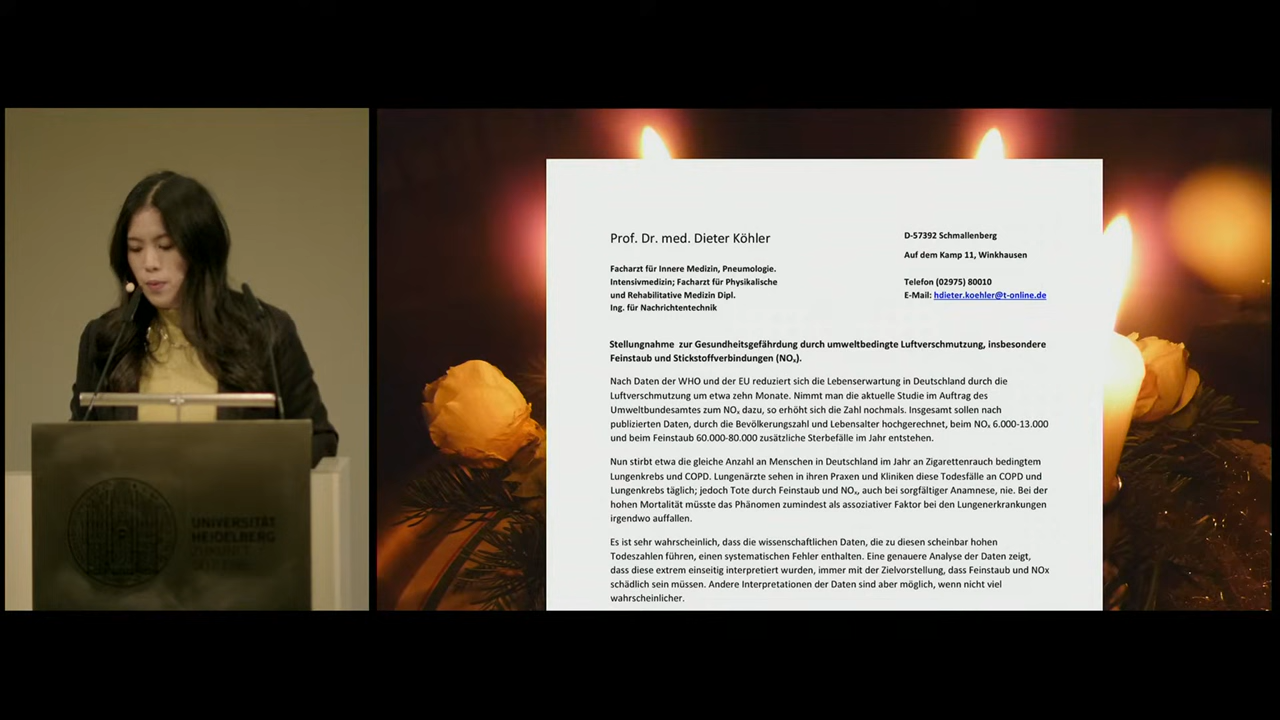 UNIVERSITÄT
HEIDELBERG
ZUKUNFT
Prof. Dr. med. Dieter Köhler
D-57392 Schmallenberg
Auf dem Kamp 11, Winkhausen
Facharzt für Innere Medizin, Pneumologie.
Intensivmedizin; Facharzt für Physikalische
und Rehabilitative Medizin Dipl.
Ing. für Nachrichtentechnik
Telefon (02975) 80010
E-Mail: hdieter.koehler@t-online.de
Stellungnahme zur Gesundheitsgefährdung durch umweltbedingte Luftverschmutzung, insbesondere
Feinstaub und Stickstoffverbindungen (NOₓ).
Nach Daten der WHO und der EU reduziert sich die Lebenserwartung in Deutschland durch die
Luftverschmutzung um etwa zehn Monate. Nimmt man die aktuelle Studie im Auftrag des
Umweltbundesamtes zum NOₓ dazu, so erhöht sich die Zahl nochmals. Insgesamt sollen nach
publizierten Daten, durch die Bevölkerungszahl und Lebensalter hochgerechnet, beim NOₓ 6.000-13.000
und beim Feinstaub 60.000-80.000 zusätzliche Sterbefälle im Jahr entstehen.
Nun stirbt etwa die gleiche Anzahl an Menschen in Deutschland im Jahr an Zigarettenrauch bedingtem
Lungenkrebs und COPD. Lungenärzte sehen in ihren Praxen und Kliniken diese Todesfälle an COPD und
Lungenkrebs täglich; jedoch Tote durch Feinstaub und NOₓ, auch bei sorgfältiger Anamnese, nie. Bei der
hohen Mortalität müsste das Phänomen zumindest als assoziativer Faktor bei den Lungenerkrankungen
irgendwo auffallen.
Es ist sehr wahrscheinlich, dass die wissenschaftlichen Daten, die zu diesen scheinbar hohen
Todeszahlen führen, einen systematischen Fehler enthalten. Eine genauere Analyse der Daten zeigt,
dass diese extrem einseitig interpretiert wurden, immer mit der Zielvorstellung, dass Feinstaub und NOx
schädlich sein müssen. Andere Interpretationen der Daten sind aber möglich, wenn nicht viel
wahrscheinlicher.